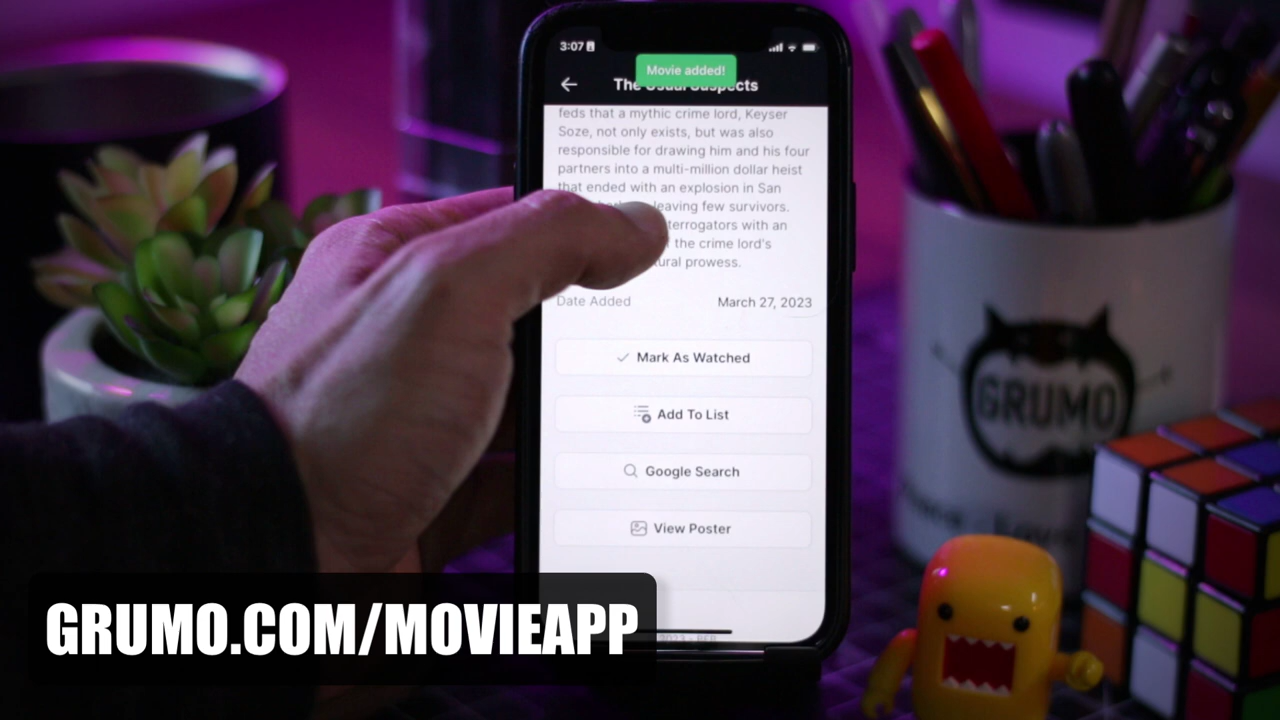 3:07
Movie added!
The Usual Suspects
feds that a mythic crime lord, Keyser
Soze, not only exists, but was also
responsible for drawing him and his four
partners into a multi-million dollar heist
that ended with an explosion in San
leaving few survivors.
terrogators with an
the crime lord's
ural prowess.
Date Added March 27, 2023
Mark As Watched
Add To List
Google Search
View Poster
GRUMO
GRUMO.COM/MOVIEAPP